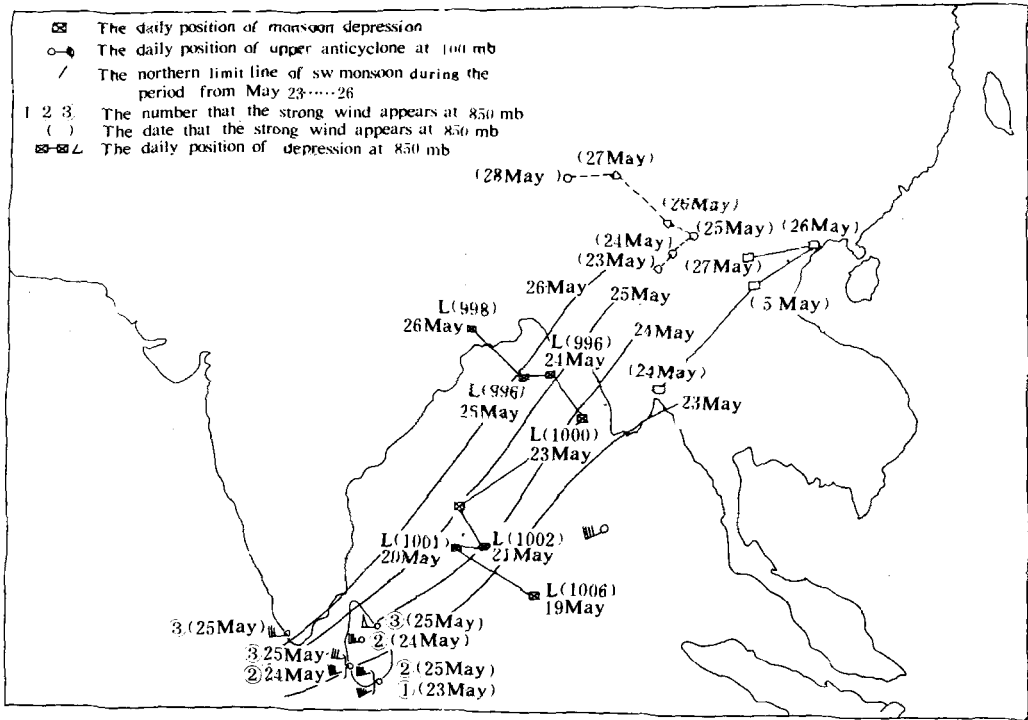 The daily position of monsoon depression
The daily position of upper anticyclone at 100 mb
The northern limit line of sw monsoon during the
period from May 23······26
1 2 3 The number that the strong wind appears at 850 mb
( ) The date that the strong wind appears at 850 mb
The daily position of depression at 850 mb
(27May)
(28May)
(26May)
(25May)
(26May)
(24May)
(23May)
(27May)
26May
25May
(5 May)
L(998)
26May
24May
L(996)
24May
(24May)
L(996)
25May
23May
L(1000)
23May
L(1001)
20May
L(1002)
21May
L(1006)
19May
③(25May)
③(25May)
②(24May)
③25May
②24May
②(25May)
①(23May)